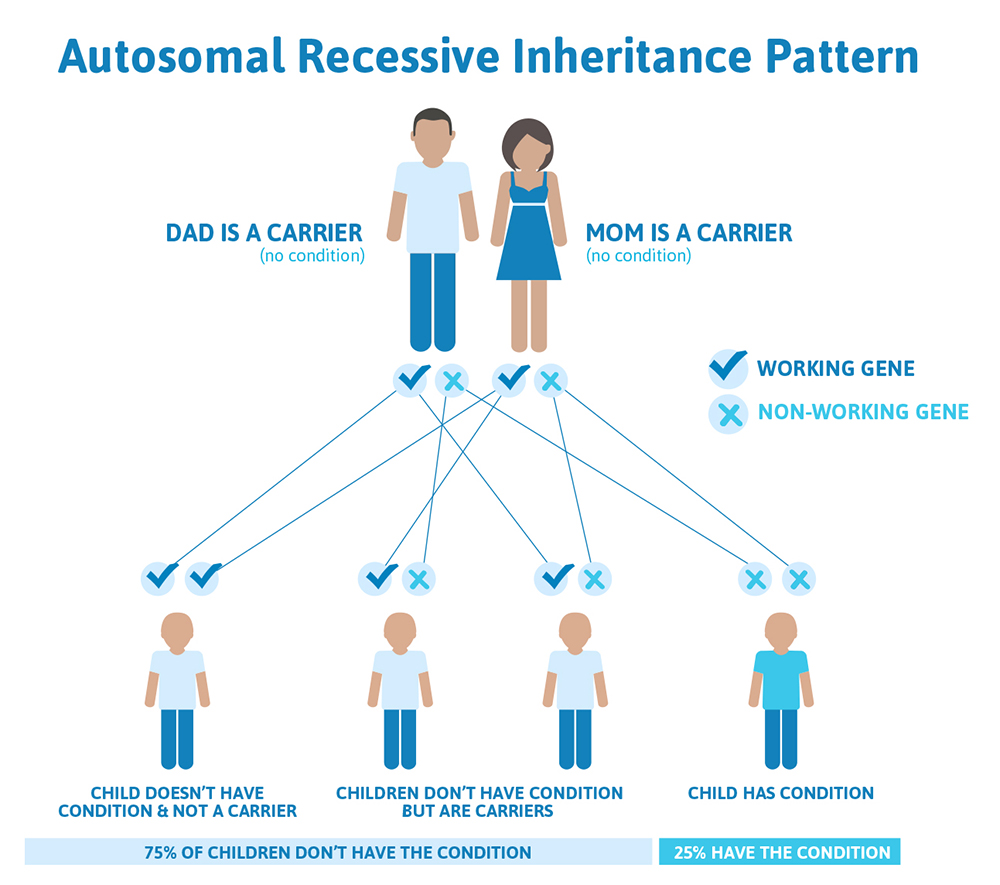 Autosomal Recessive Inheritance Pattern
DAD IS A CARRIER
(no condition)
MOM IS A CARRIER
(no condition)
WORKING GENE
NON-WORKING GENE
CHILD DOESN'T HAVE
CONDITION & NOT A CARRIER
CHILDREN DON'T HAVE CONDITION
BUT ARE CARRIERS
CHILD HAS CONDITION
75% OF CHILDREN DON'T HAVE THE CONDITION
25% HAVE THE CONDITION